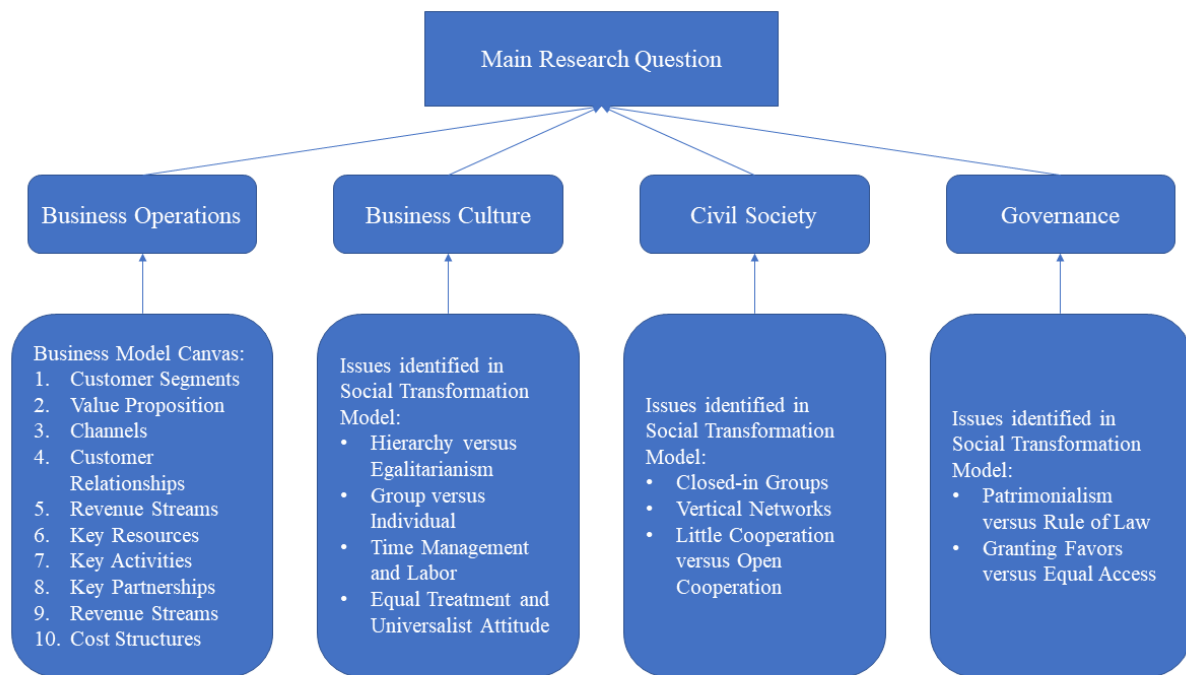 Main Research Question
Business Operations
Business Culture
Civil Society
Governance
Business Model Canvas:
1. Customer Segments
2. Value Proposition
3. Channels
4. Customer
Relationships
5. Revenue Streams
6. Key Resources
7. Key Activities
8. Key Partnerships
9. Revenue Streams
10. Cost Structures
Issues identified in
Social Transformation
Model:
• Hierarchy versus
Egalitarianism
• Group versus
Individual
• Time Management
and Labor
• Equal Treatment and
Universalist Attitude
Issues identified in
Social Transformation
Model:
• Closed-in Groups
• Vertical Networks
• Little Cooperation
versus Open
Cooperation
Issues identified in
Social Transformation
Model:
• Patrimonialism
versus Rule of Law
• Granting Favors
versus Equal Access